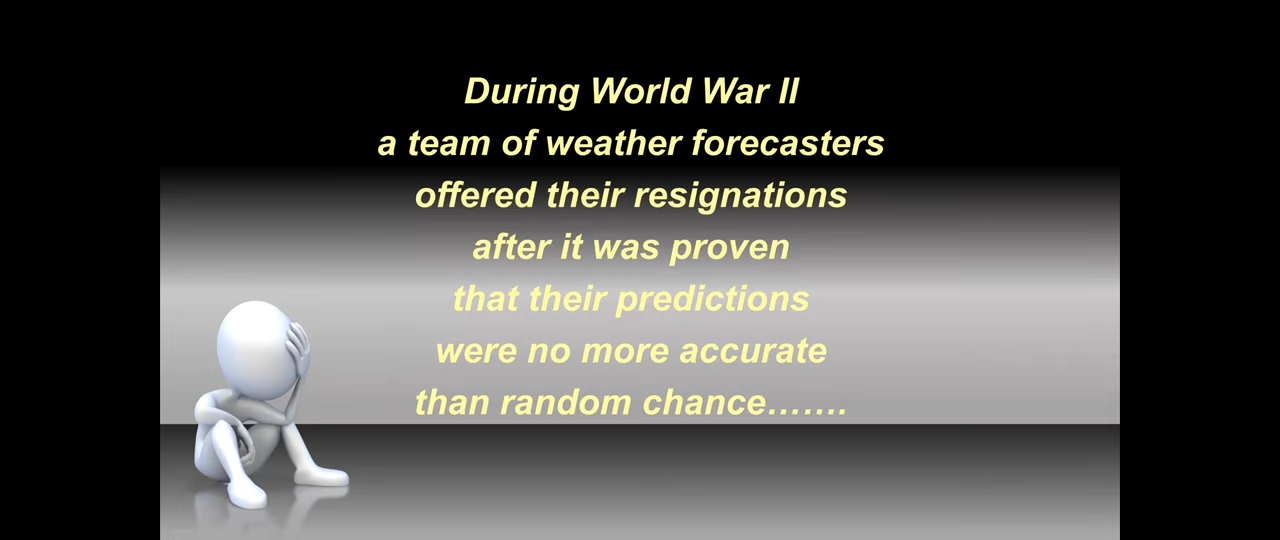 During World War II
a team of weather forecasters
offered their resignations
after it was proven
that their predictions
were no more accurate
than random chance…….